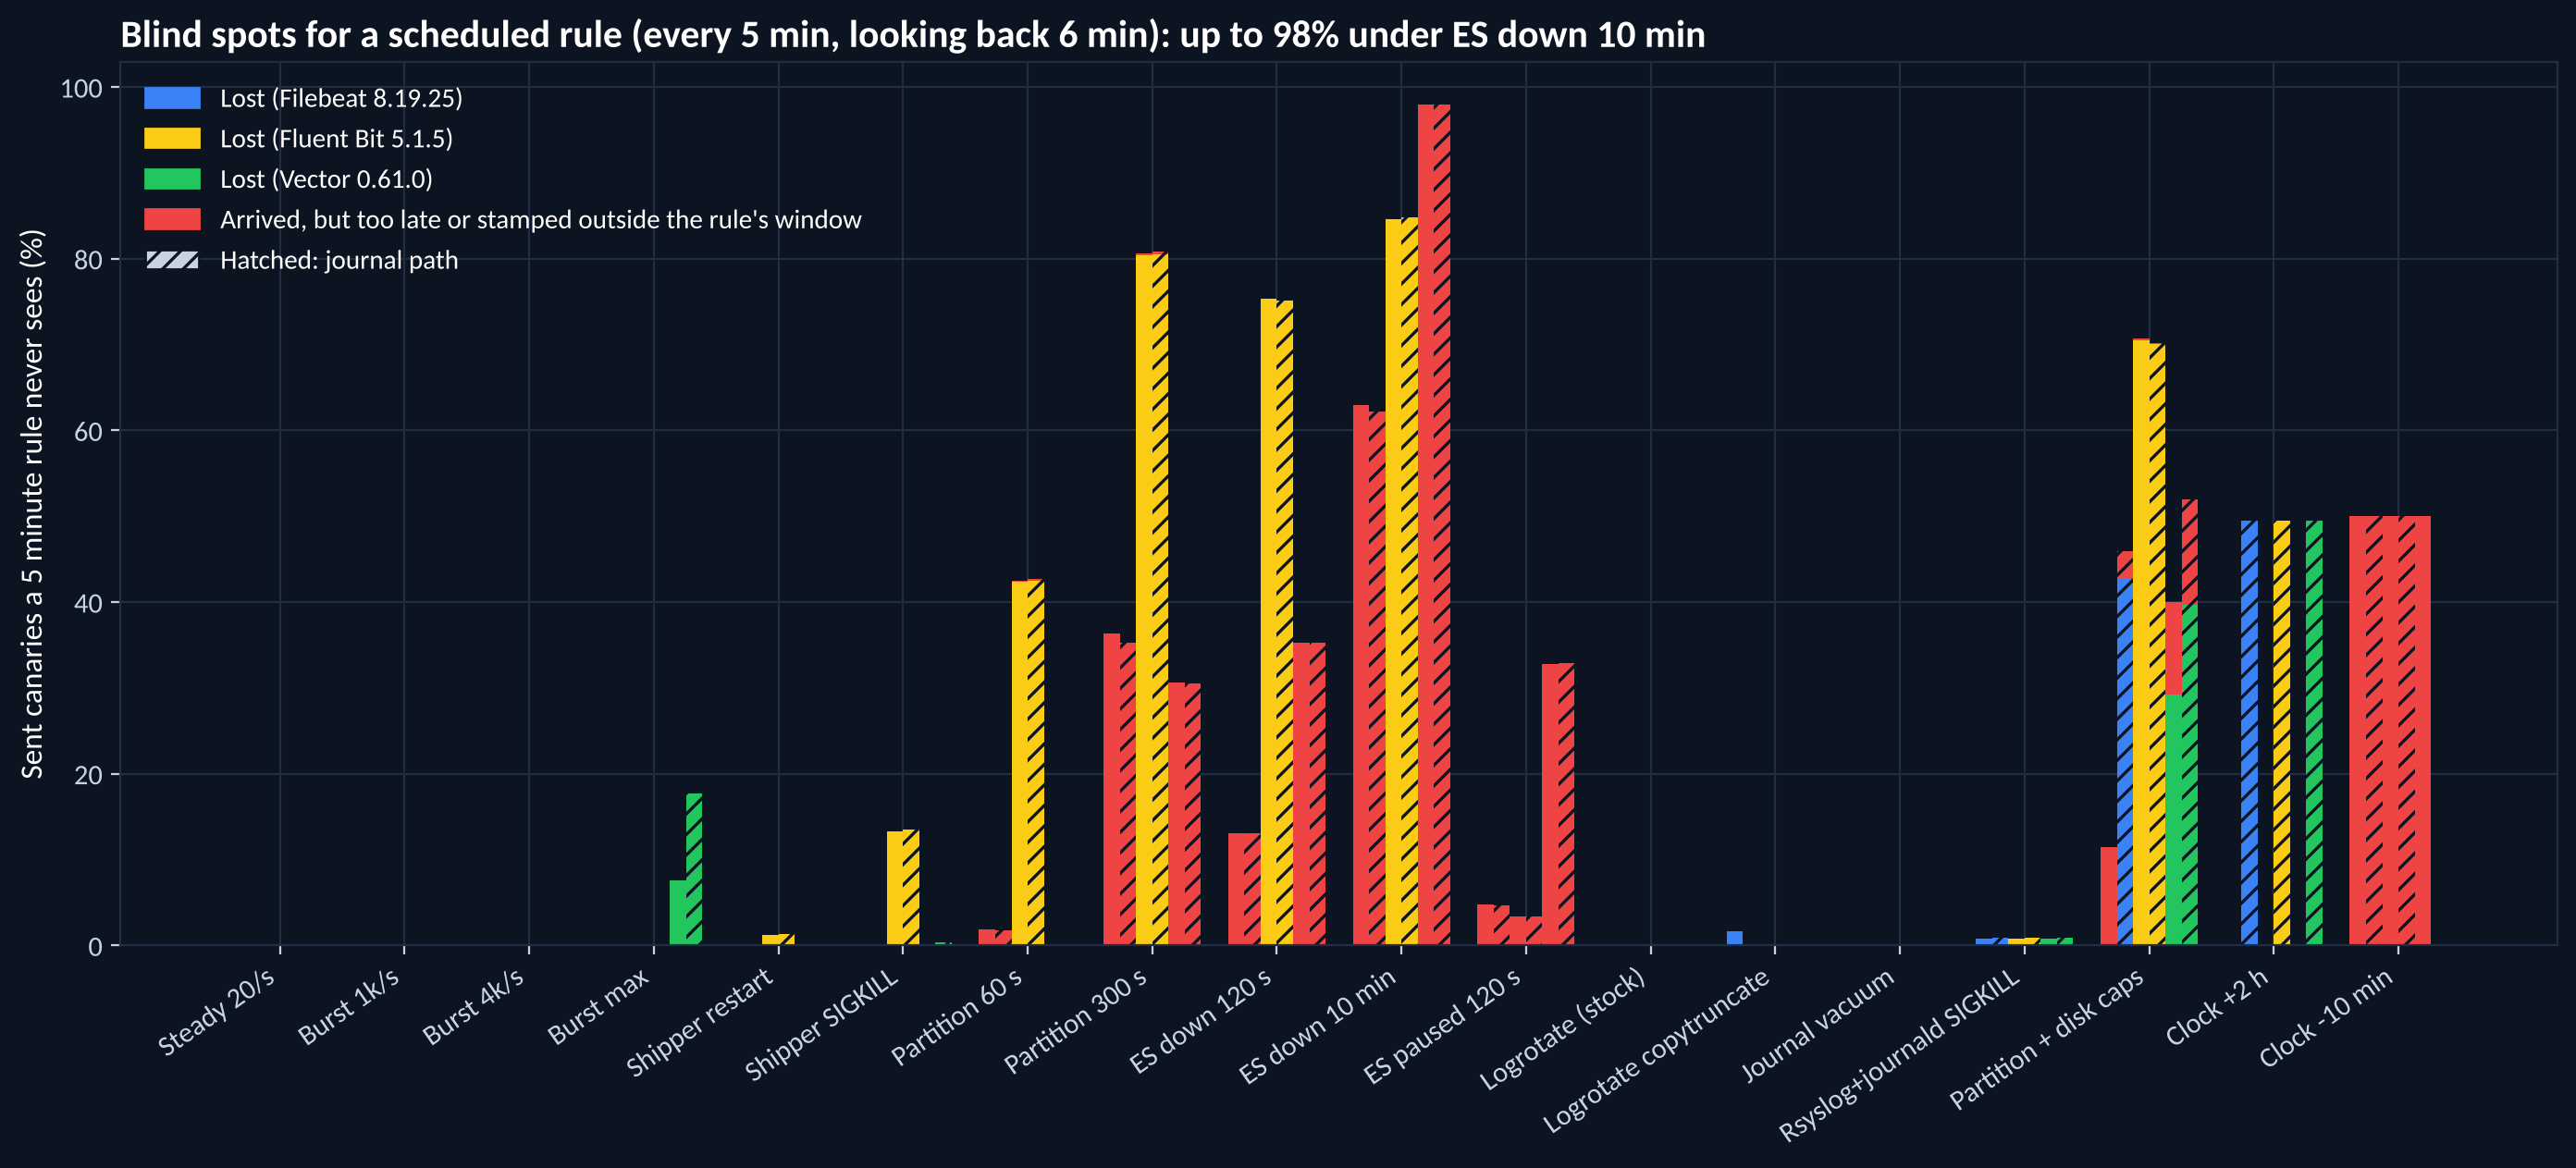 Blind spots for a scheduled rule (every 5 min, looking back 6 min): up to 98% under ES down 10 min
Lost (Filebeat 8.19.25)
Lost (Fluent Bit 5.1.5)
Lost (Vector 0.61.0)
Arrived, but too late or stamped outside the rule's window
Hatched: journal path
Sent canaries a 5 minute rule never sees (%)
100
80
60
40
20
0
Steady 20/s
Burst 1k/s
Burst 4k/s
Burst max
Shipper restart
Shipper SIGKILL
Partition 60 s
Partition 300 s
ES down 120 s
ES down 10 min
ES paused 120 s
Logrotate (stock)
Logrotate copytruncate
Journal vacuum
Rsyslog+journald SIGKILL
Partition + disk caps
Clock +2 h
Clock -10 min